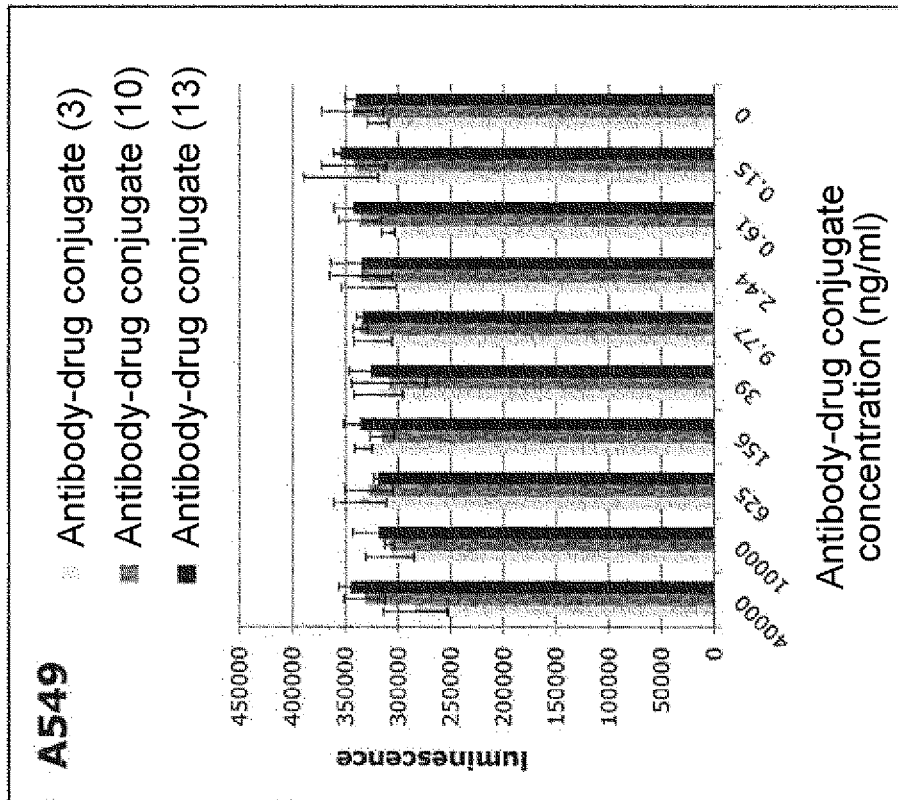 A549
Antibody-drug conjugate (3)
Antibody-drug conjugate (10)
Antibody-drug conjugate (13)
luminescence
450000
400000
350000
300000
250000
200000
150000
100000
50000
0
40000
10000
625
156
39
9.77
2.44
0.61
0.15
0
Antibody-drug conjugate
concentration (ng/ml)